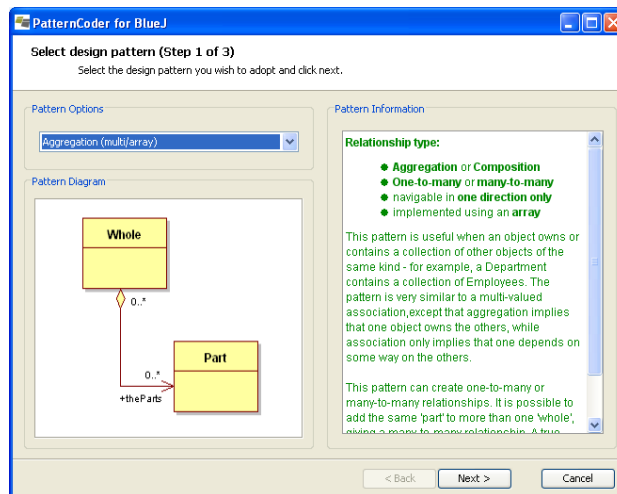 PatternCoder for BlueJ
Select design pattern (Step 1 of 3)
Select the design pattern you wish to adopt and click next.
Pattern Options
Aggregation (multi/array)
Pattern Diagram
Whole
0..*
Part
0..*
+theParts
Pattern Information
Relationship type:
Aggregation or Composition
One-to-many or many-to-many
navigable in one direction only
implemented using an array
This pattern is useful when an object owns or
contains a collection of other objects of the
same kind - for example, a Department
contains a collection of Employees. The
pattern is very similar to a multi-valued
association,except that aggregation implies
that one object owns the others, while
association only implies that one depends on
some way on the others.
This pattern can create one-to-many or
many-to-many relationships. It is possible to
add the same 'part' to more than one 'whole',
giving a many-to-many relationship. A true
< Back
Next >
Cancel